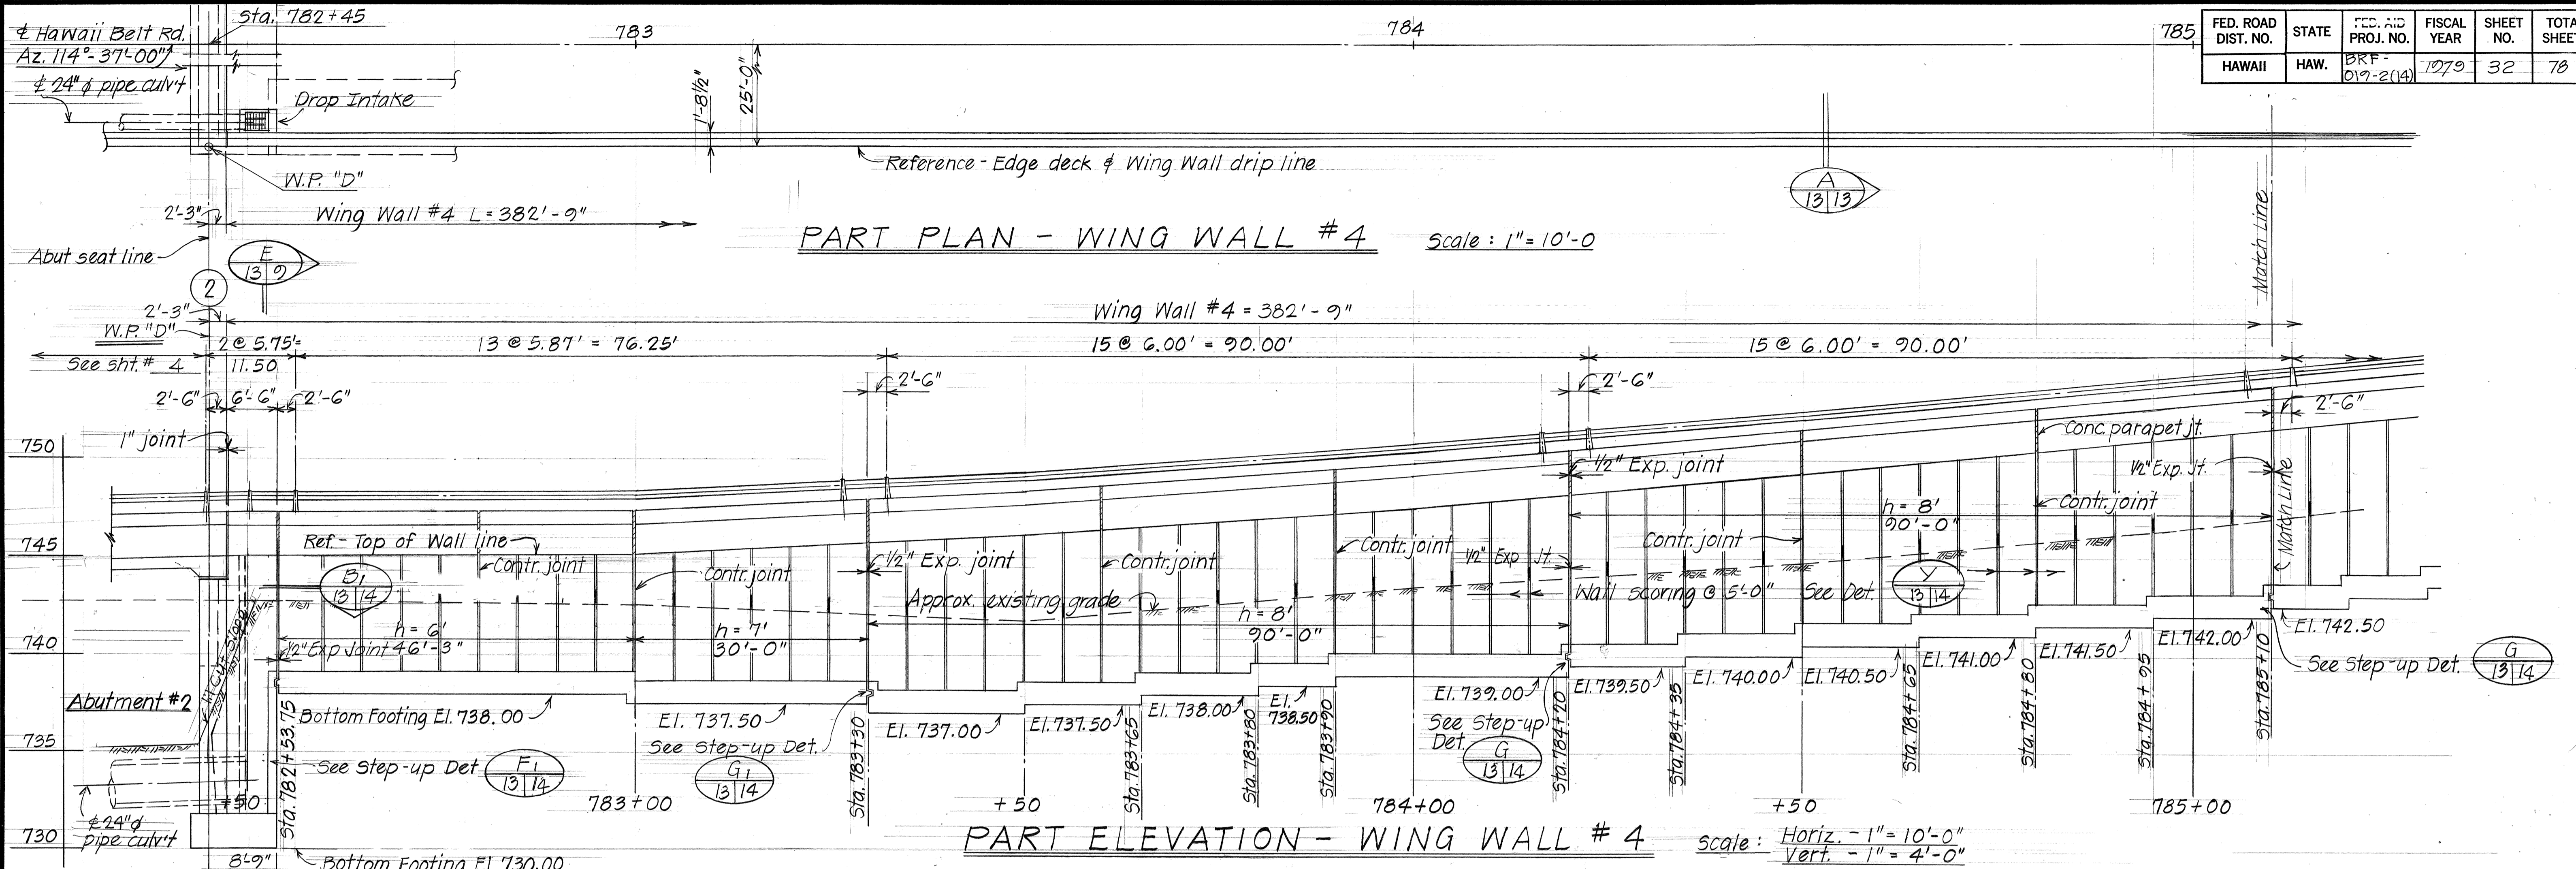 FED. ROAD DIST. NO. | STATE | FED. AID PROJ. NO. | FISCAL YEAR | SHEET NO.
HAWAII | HAW. | BRF-019-2(14) | 1979 | 32 | 78
Sta. 782+45
℄ Hawaii Belt Rd.
Az. 114°-37'-00"
℄ 24" ø pipe culv't
783
784
785
Drop Intake
1'-8½"
25'-0"
Reference - Edge deck & Wing Wall drip line
W.P. "D"
A
13|13
Match Line
2'-3"
Wing Wall #4 L = 382'-9"
PART PLAN - WING WALL #4
Scale: 1"=10'-0
Abut seat line
E
13|9
2
2'-3"
W.P. "D"
Wing Wall #4 = 382'-9"
2 @ 5.75'=
11.50
13 @ 5.87' = 76.25'
15 @ 6.00' = 90.00'
15 @ 6.00' = 90.00'
See sht.# 4
2'-6"
6'-6"
2'-6"
2'-6"
2'-6"
2'-6"
750
1" joint
Conc. parapet jt.
½" Exp. joint
½" Exp. Jt.
745
Ref.- Top of Wall line
Contr. joint
Contr. joint
½" Exp. joint
Contr. joint
Contr. joint
½" Exp Jt.
Contr. joint
h = 8'
90'-0"
Contr. joint
Match Line
B1
13|14
Approx. existing grade
Wall scoring @ 5'-0"
See Det.
Y
13|14
h = 6'
46'-3"
½" Exp Joint
h = 7'
30'-0"
h = 8'
90'-0"
740
1:1 Cut Slope
Abutment #2
Bottom Footing El. 738.00
El. 737.50
El. 737.00
El. 737.50
El. 738.00
El. 738.50
El. 739.00
El. 739.50
El. 740.00
El. 740.50
El. 741.00
El. 741.50
El. 742.00
El. 742.50
See Step-up Det.
G
13|14
735
See Step-up Det.
G1
13|14
See Step-up Det.
G
13|14
See Step-up Det
F1
13|14
Sta. 782+53.75
Sta. 783+30
Sta. 783+65
Sta. 783+80
Sta. 783+90
Sta. 784+20
Sta. 784+35
Sta. 784+65
Sta. 784+80
Sta. 784+95
Sta. 785+10
+50
783+00
+50
784+00
+50
785+00
730
℄ 24" ø
pipe culv't
8'-9"
Bottom Footing El. 730.00
PART ELEVATION - WING WALL #4
Scale: Horiz. - 1"=10'-0"
Vert. - 1"=4'-0"